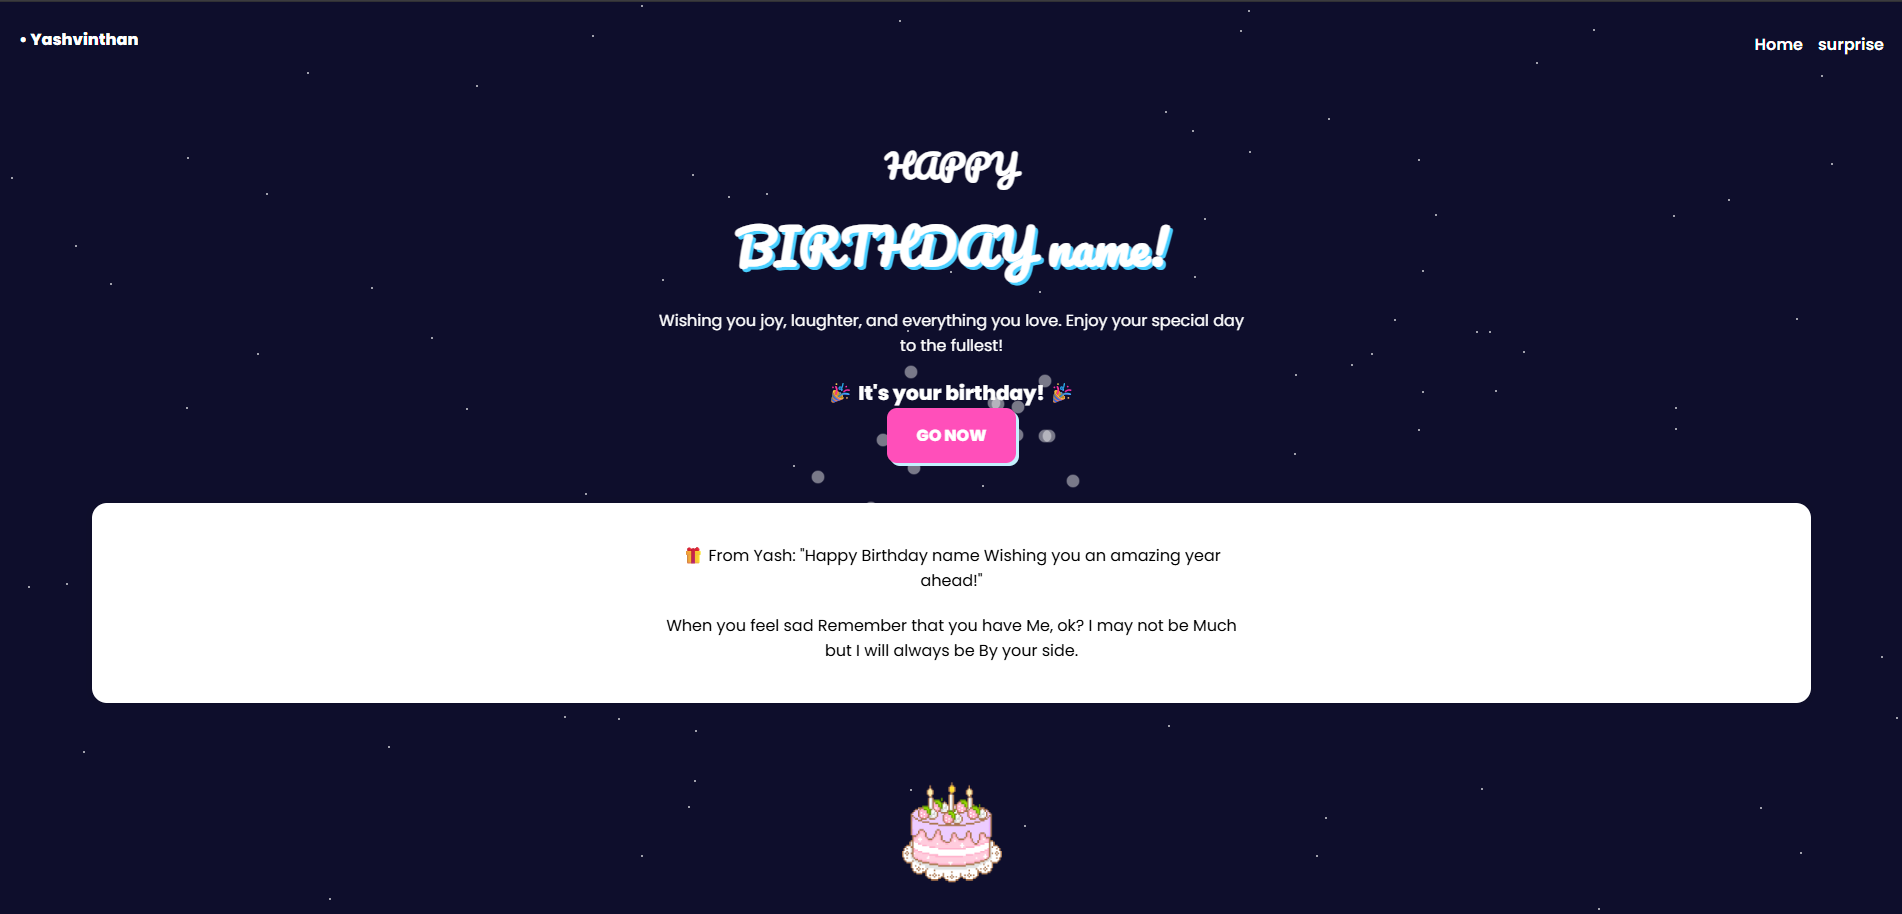 • Yashvinthan
Home surprise
HAPPY
BIRTHDAY name!
Wishing you joy, laughter, and everything you love. Enjoy your special day
to the fullest!
🎉 It's your birthday! 🎉
GO NOW
🎁 From Yash: "Happy Birthday name Wishing you an amazing year
ahead!"
When you feel sad Remember that you have Me, ok? I may not be Much
but I will always be By your side.